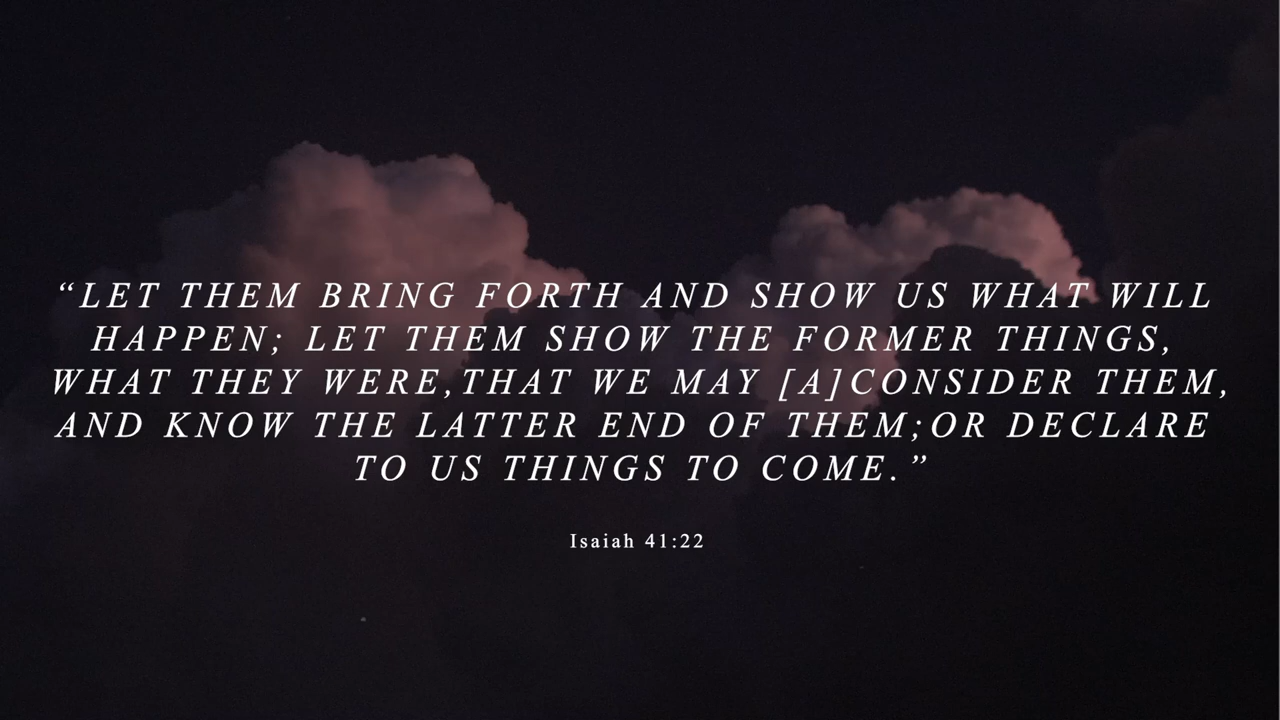 “LET THEM BRING FORTH AND SHOW US WHAT WILL
HAPPEN; LET THEM SHOW THE FORMER THINGS,
WHAT THEY WERE,THAT WE MAY [A]CONSIDER THEM,
AND KNOW THE LATTER END OF THEM;OR DECLARE
TO US THINGS TO COME.”
Isaiah 41:22